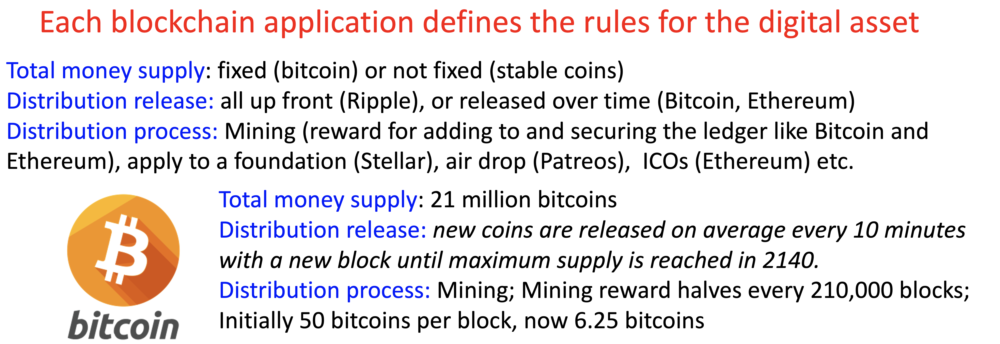 Each blockchain application defines the rules for the digital asset
Total money supply: fixed (bitcoin) or not fixed (stable coins)
Distribution release: all up front (Ripple), or released over time (Bitcoin, Ethereum)
Distribution process: Mining (reward for adding to and securing the ledger like Bitcoin and
Ethereum), apply to a foundation (Stellar), air drop (Patreos),  ICOs (Ethereum) etc.
Total money supply: 21 million bitcoins
Distribution release: new coins are released on average every 10 minutes
with a new block until maximum supply is reached in 2140.
Distribution process: Mining; Mining reward halves every 210,000 blocks;
Initially 50 bitcoins per block, now 6.25 bitcoins
bitcoin